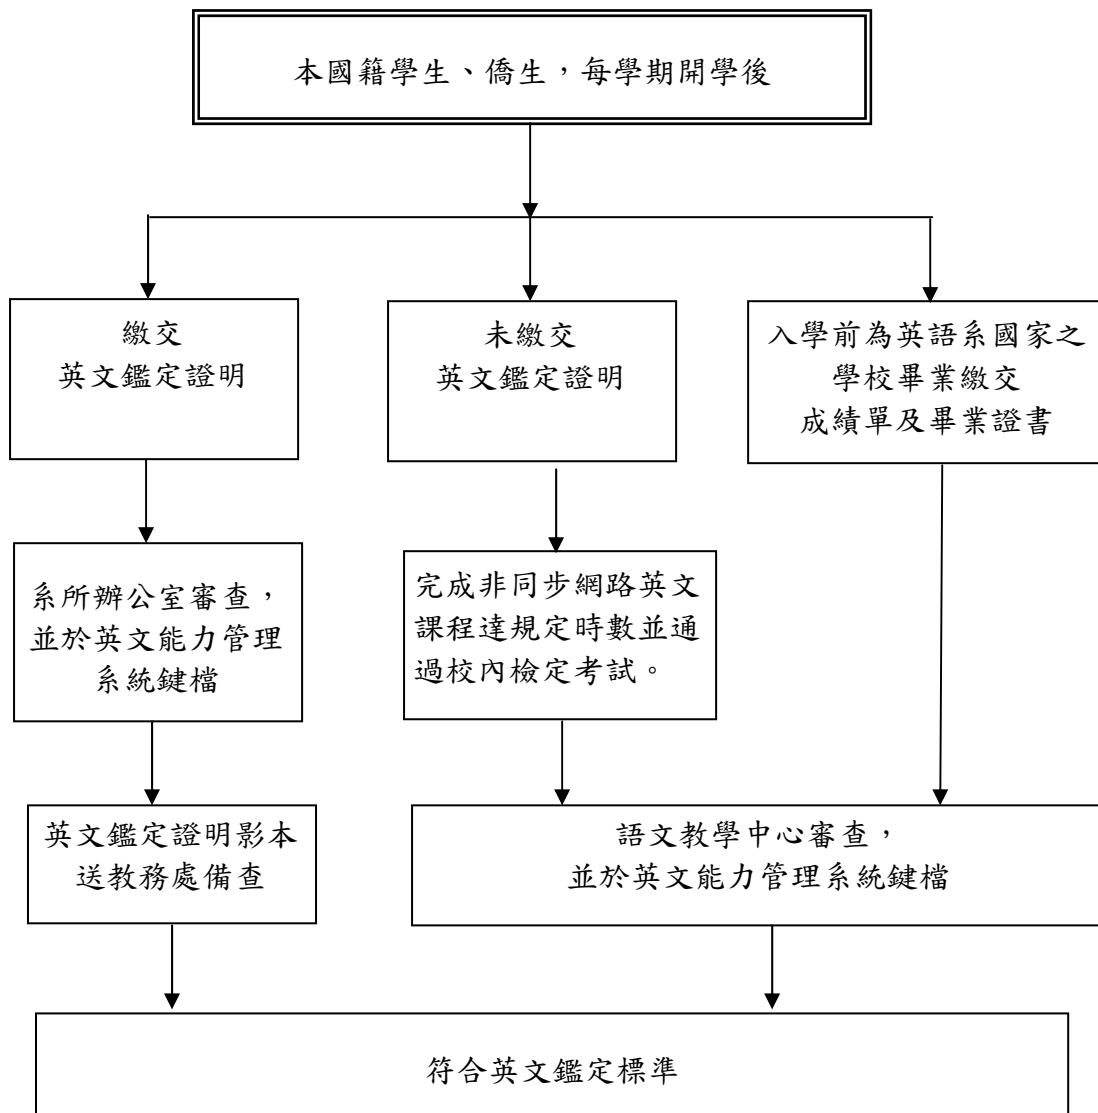 本國籍學生、僑生，每學期開學後
繳交
英文鑑定證明
未繳交
英文鑑定證明
入學前為英語系國家之
學校畢業繳交
成績單及畢業證書
系所辦公室審查，
並於英文能力管理
系統鍵檔
完成非同步網路英文
課程達規定時數並通
過校內檢定考試。
英文鑑定證明影本
送教務處備查
語文教學中心審查，
並於英文能力管理系統鍵檔
符合英文鑑定標準